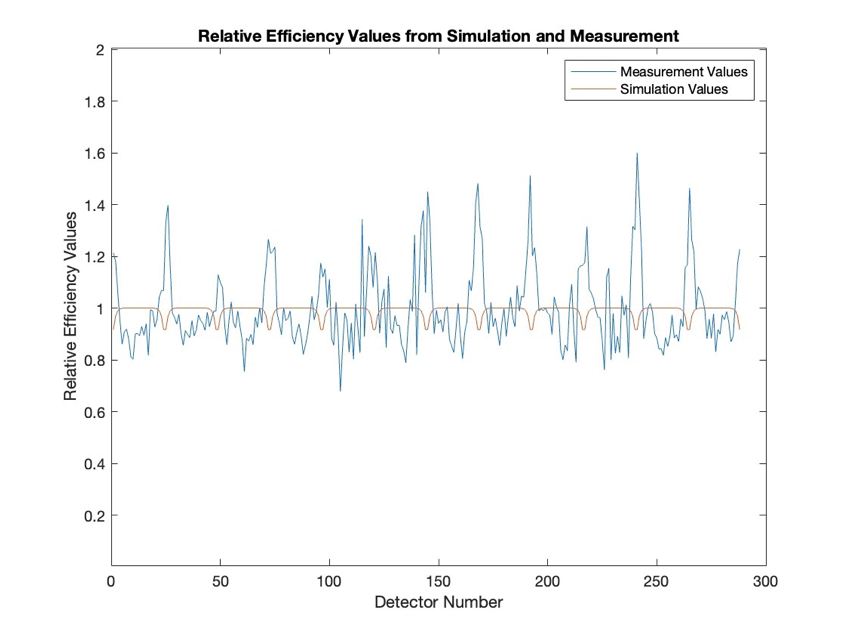 Relative Efficiency Values from Simulation and Measurement
2
1.8
1.6
1.4
1.2
1
0.8
0.6
0.4
0.2
Relative Efficiency Values
Measurement Values
Simulation Values
0 50 100 150 200 250 300
Detector Number